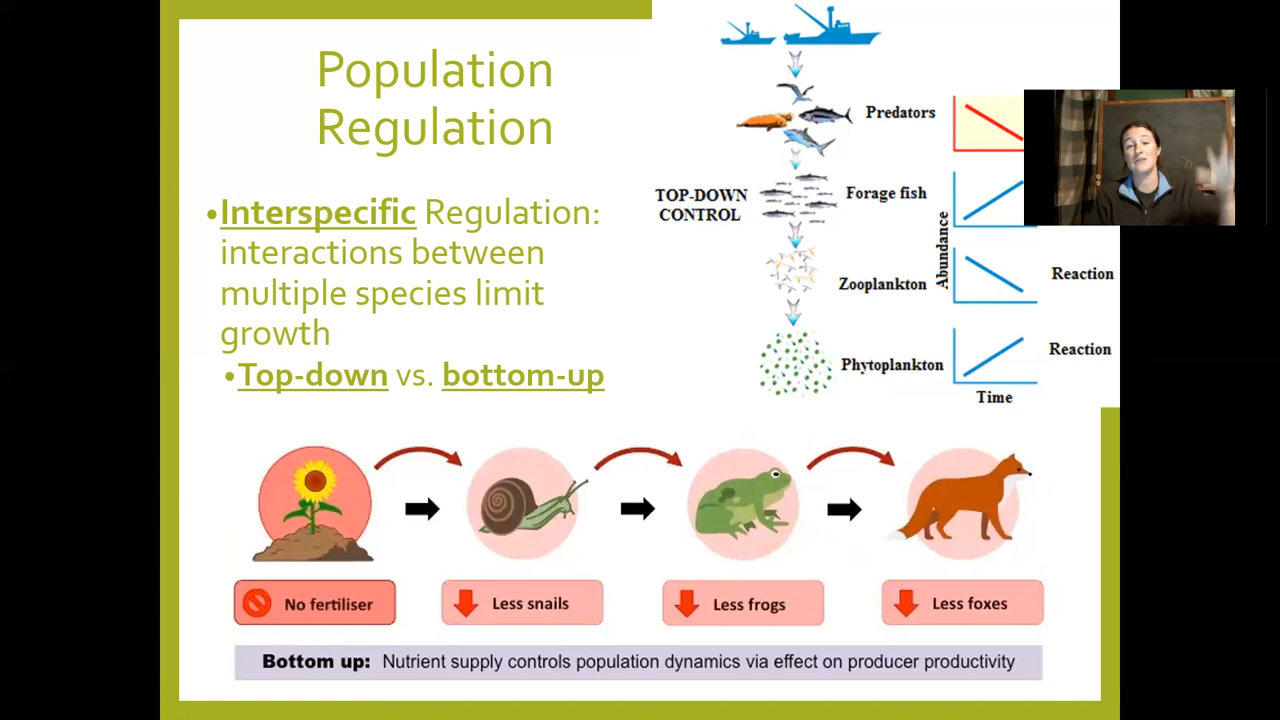 Population
Regulation
•Interspecific Regulation:
interactions between
multiple species limit
growth
•Top-down vs. bottom-up
TOP-DOWN
CONTROL
Predators
Forage fish
Zooplankton
Phytoplankton
Abundance
Reaction
Reaction
Time
No fertiliser
Less snails
Less frogs
Less foxes
Bottom up: Nutrient supply controls population dynamics via effect on producer productivity